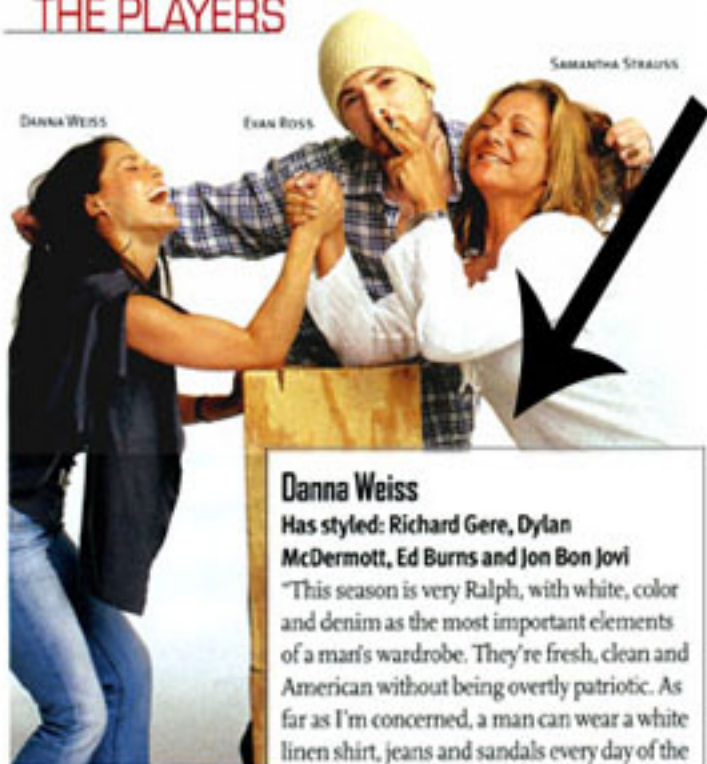 THE PLAYERS
SAMANTHA STRAUSS
DANNA WEISS
EVAN ROSS
Danna Weiss
Has styled: Richard Gere, Dylan
McDermott, Ed Burns and Jon Bon Jovi
"This season is very Ralph, with white, color
and denim as the most important elements
of a man's wardrobe. They're fresh, clean and
American without being overtly patriotic. As
far as I'm concerned, a man can wear a white
linen shirt, jeans and sandals every day of the